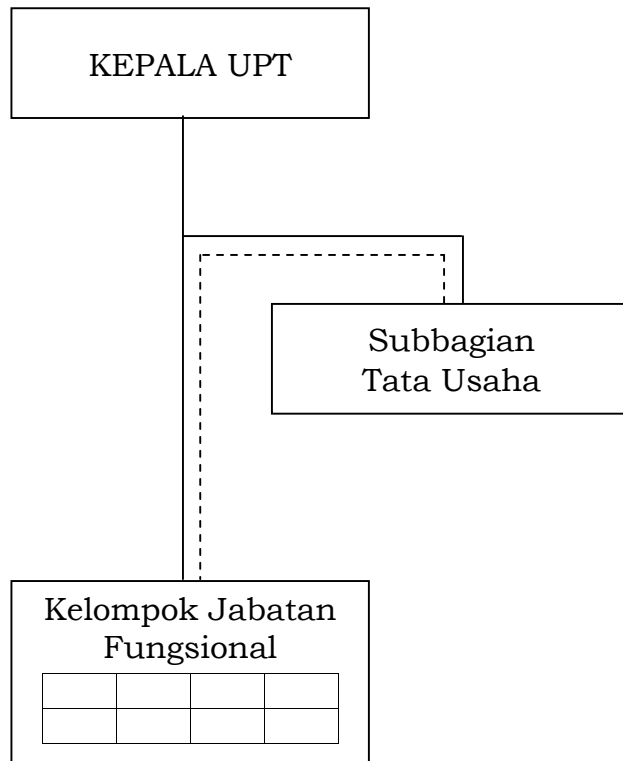 KEPALA UPT
Subbagian
Tata Usaha
Kelompok Jabatan
Fungsional